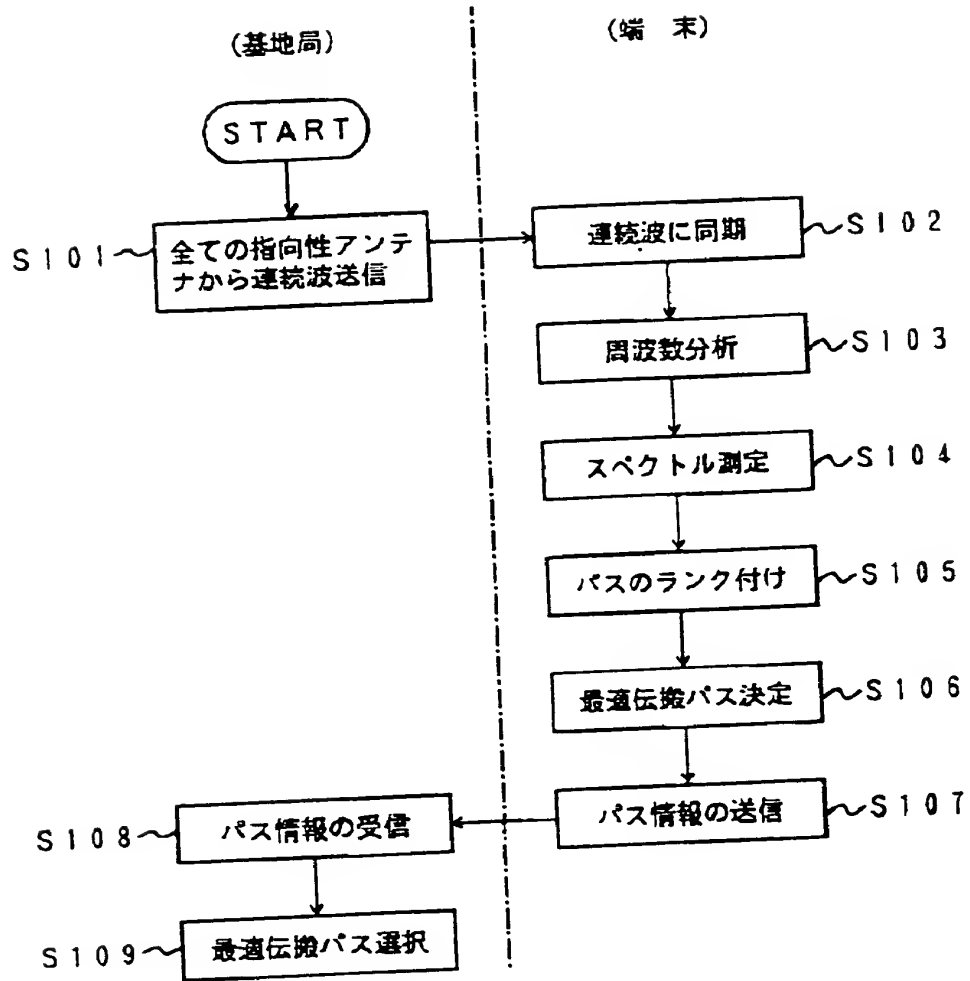 (基地局)
(端 末)
START
S101
全ての指向性アンテ
ナから連続波送信
連続波に同期
S102
周波数分析
S103
スペクトル測定
S104
パスのランク付け
S105
最適伝搬パス決定
S106
パス情報の送信
S107
S108
パス情報の受信
S109
最適伝搬パス選択